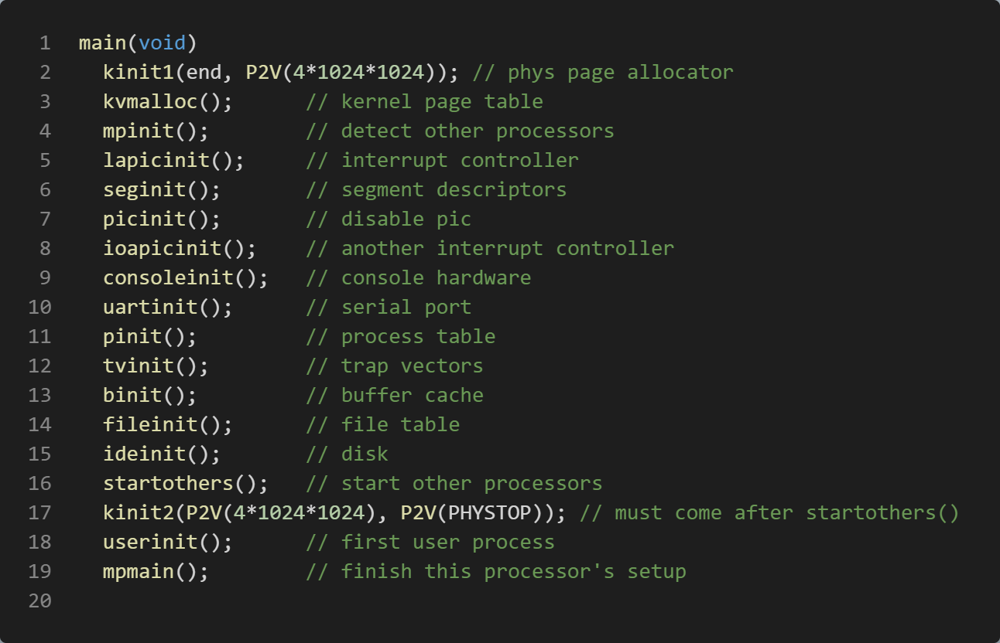 1 main(void)
2   kinit1(end, P2V(4*1024*1024)); // phys page allocator
3   kvmalloc();      // kernel page table
4   mpinit();        // detect other processors
5   lapicinit();     // interrupt controller
6   seginit();       // segment descriptors
7   picinit();       // disable pic
8   ioapicinit();    // another interrupt controller
9   consoleinit();   // console hardware
10   uartinit();      // serial port
11   pinit();         // process table
12   tvinit();        // trap vectors
13   binit();         // buffer cache
14   fileinit();      // file table
15   ideinit();       // disk
16   startothers();   // start other processors
17   kinit2(P2V(4*1024*1024), P2V(PHYSTOP)); // must come after startothers()
18   userinit();      // first user process
19   mpmain();        // finish this processor's setup
20